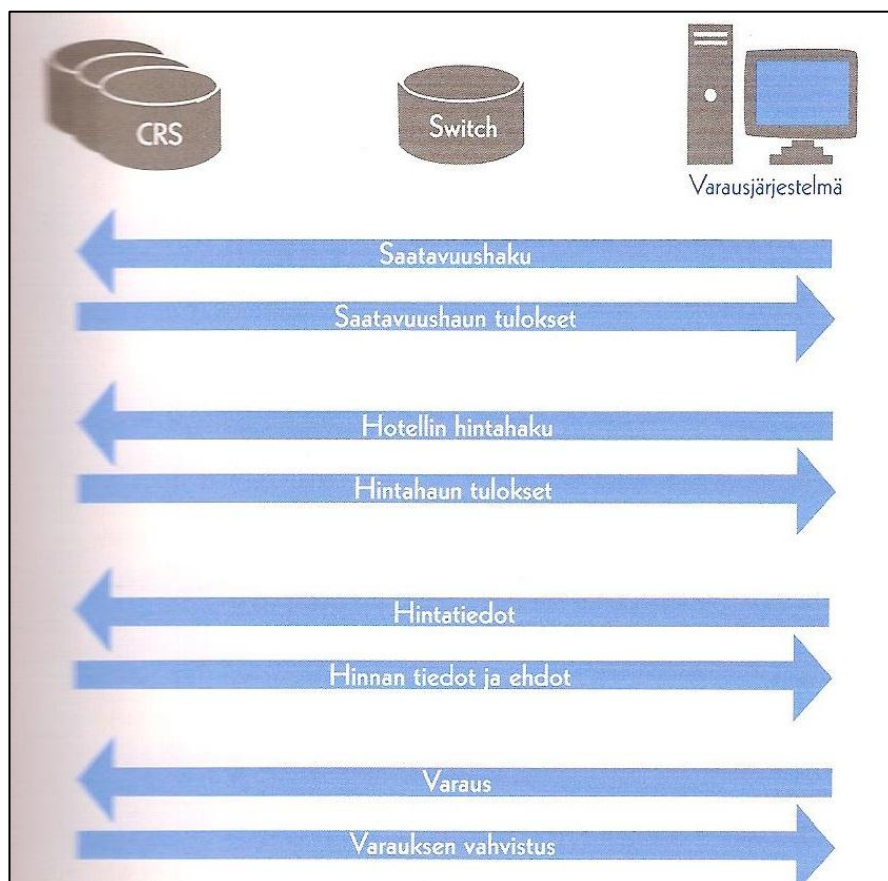 CRS
Switch
Varausjärjestelmä
Saatavuushaku
Saatavuushaun tulokset
Hotellin hintahaku
Hintahaun tulokset
Hintatiedot
Hinnan tiedot ja ehdot
Varaus
Varauksen vahvistus